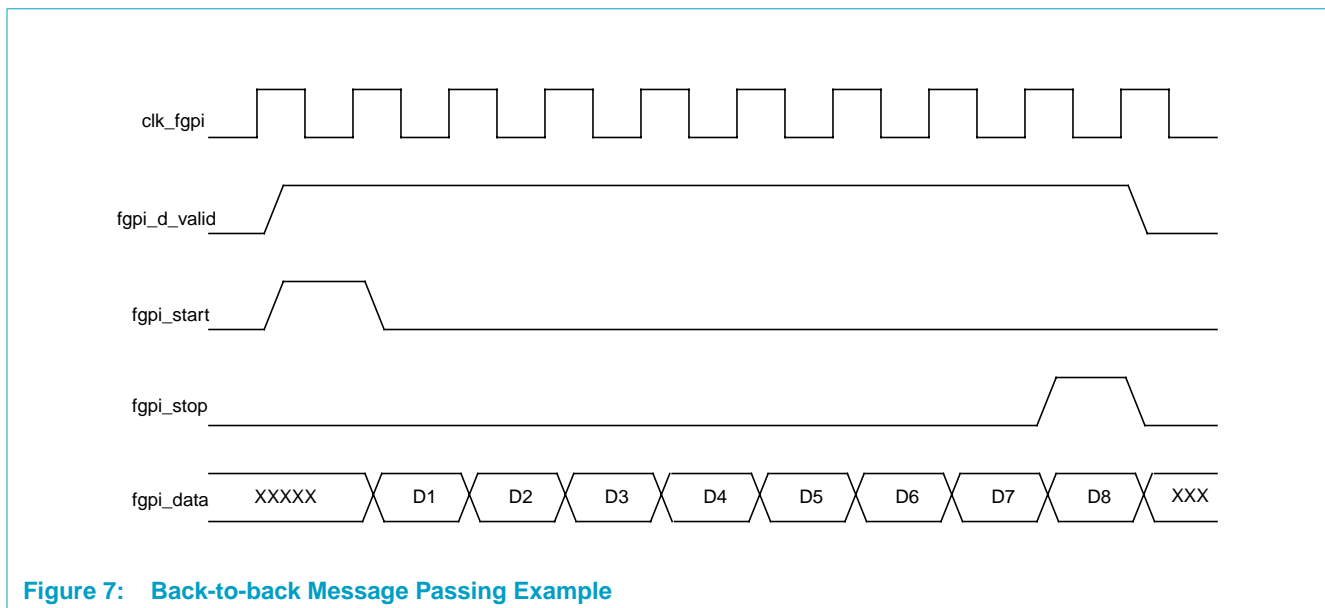 clk_fgpi
fgpi_d_valid
fgpi_start
fgpi_stop
fgpi_data XXXXX D1 D2 D3 D4 D5 D6 D7 D8 XXX
Figure 7: Back-to-back Message Passing Example